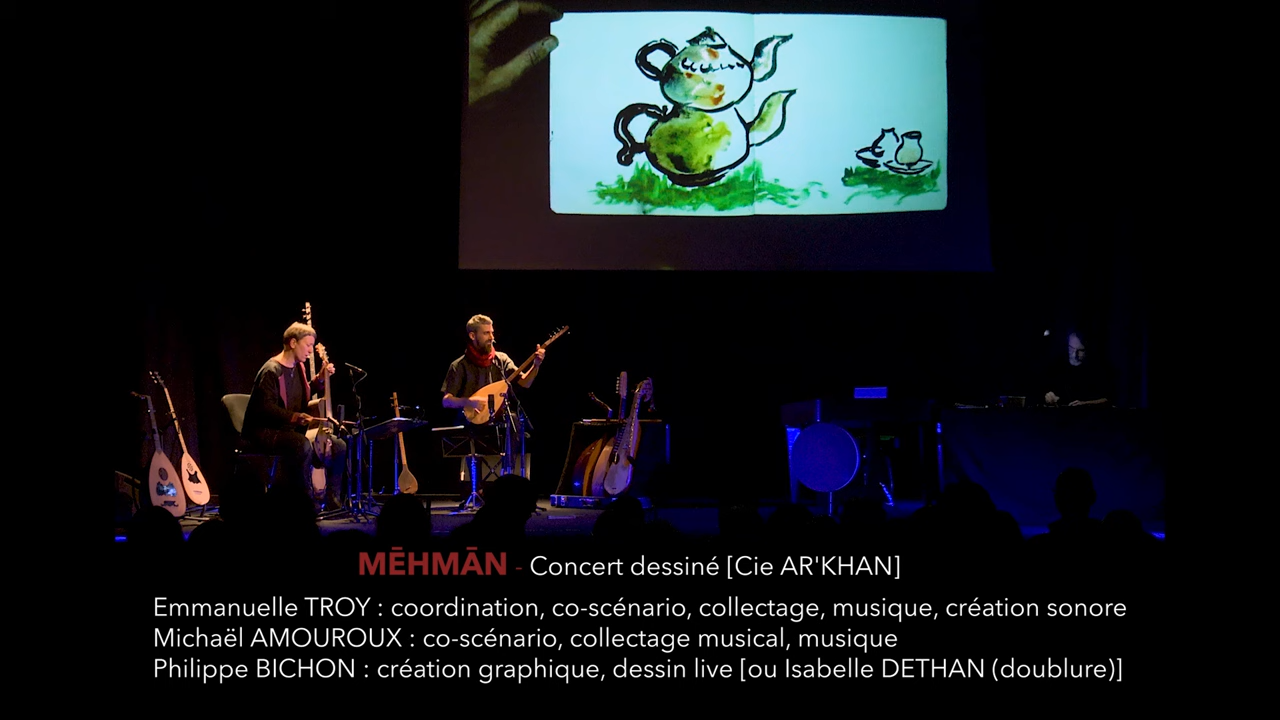 MĒHMĀN - Concert dessiné [Cie AR'KHAN]
Emmanuelle TROY : coordination, co-scénario, collectage, musique, création sonore
Michaël AMOUROUX : co-scénario, collectage musical, musique
Philippe BICHON : création graphique, dessin live [ou Isabelle DETHAN (doublure)]